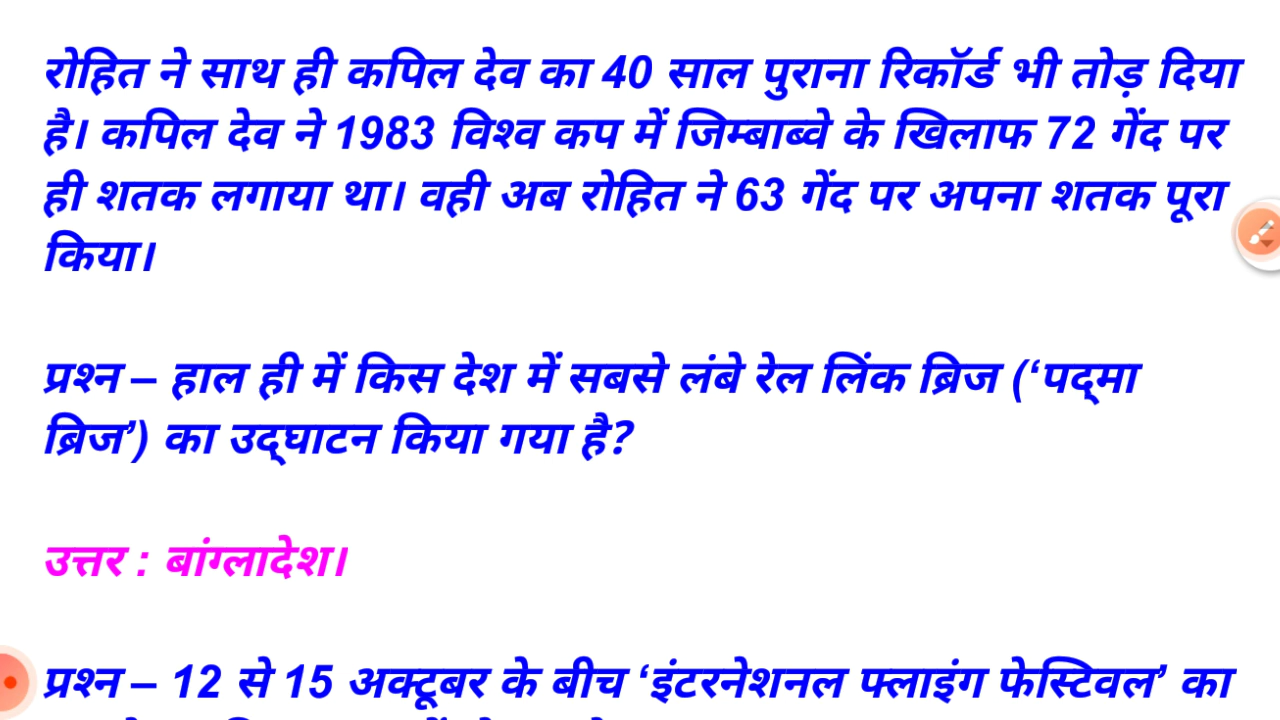 रोहित ने साथ ही कपिल देव का 40 साल पुराना रिकॉर्ड भी तोड़ दिया
है। कपिल देव ने 1983 विश्व कप में जिम्बाब्वे के खिलाफ 72 गेंद पर
ही शतक लगाया था। वही अब रोहित ने 63 गेंद पर अपना शतक पूरा
किया।
प्रश्न – हाल ही में किस देश में सबसे लंबे रेल लिंक ब्रिज (‘पद्‌मा
ब्रिज’) का उद्‌घाटन किया गया है?
उत्तर : बांग्लादेश।
प्रश्न – 12 से 15 अक्टूबर के बीच ‘इंटरनेशनल फ्लाइंग फेस्टिवल’ का